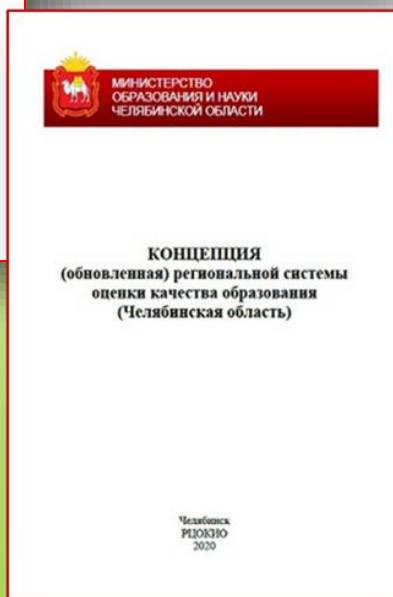 МИНИСТЕРСТВО
ОБРАЗОВАНИЯ И НАУКИ
ЧЕЛЯБИНСКОЙ ОБЛАСТИ
КОНЦЕПЦИЯ
(обновленная) региональной системы
оценки качества образования
(Челябинская область)
Челябинск
РЦОКИО
2020